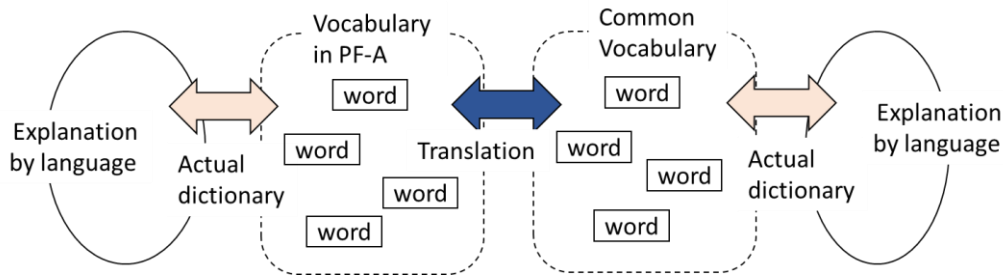 Vocabulary
in PF-A
Common
Vocabulary
word
word
Explanation
by language
word
Translation
word
Explanation
by language
Actual
dictionary
word
word
Actual
dictionary
word
word